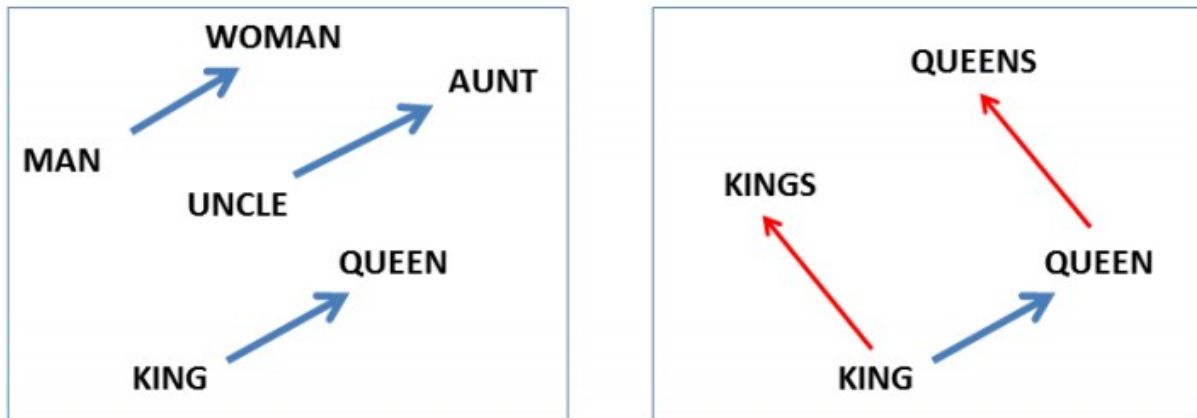 WOMAN
AUNT
MAN
UNCLE
QUEEN
KING
QUEENS
KINGS
QUEEN
KING